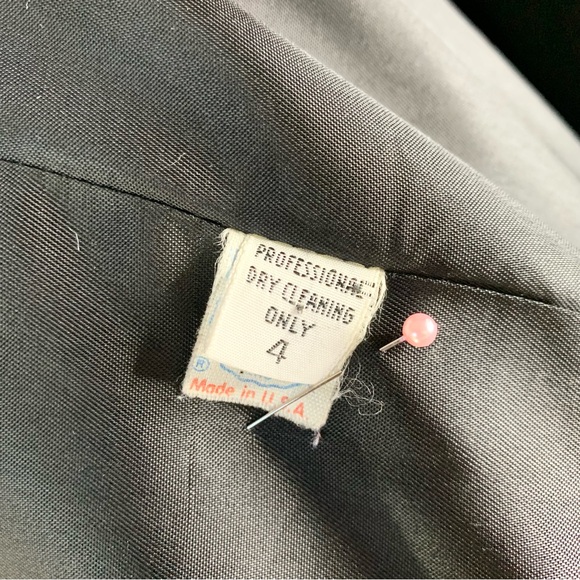 PROFESSIONAL
DRY CLEANING
ONLY
4
®
Made in U.S.A.